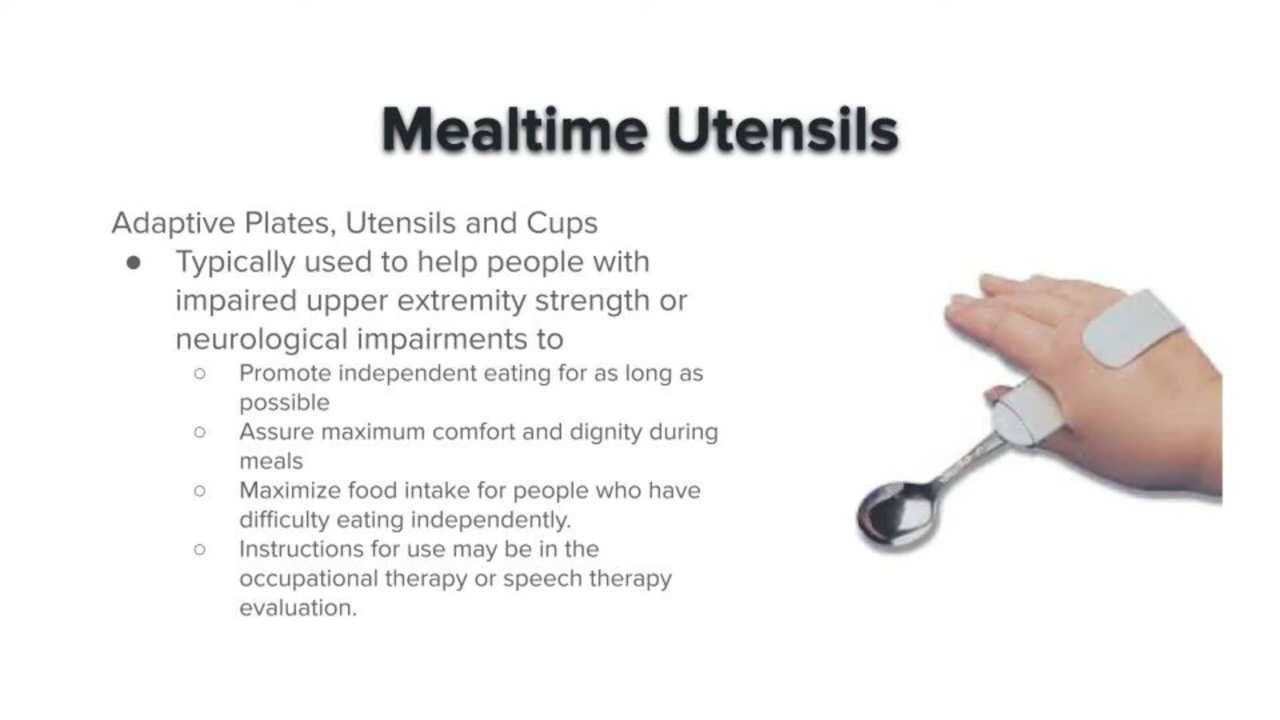 Mealtime Utensils
Adaptive Plates, Utensils and Cups
● Typically used to help people with
impaired upper extremity strength or
neurological impairments to
○ Promote independent eating for as long as
possible
○ Assure maximum comfort and dignity during
meals
○ Maximize food intake for people who have
difficulty eating independently.
○ Instructions for use may be in the
occupational therapy or speech therapy
evaluation.